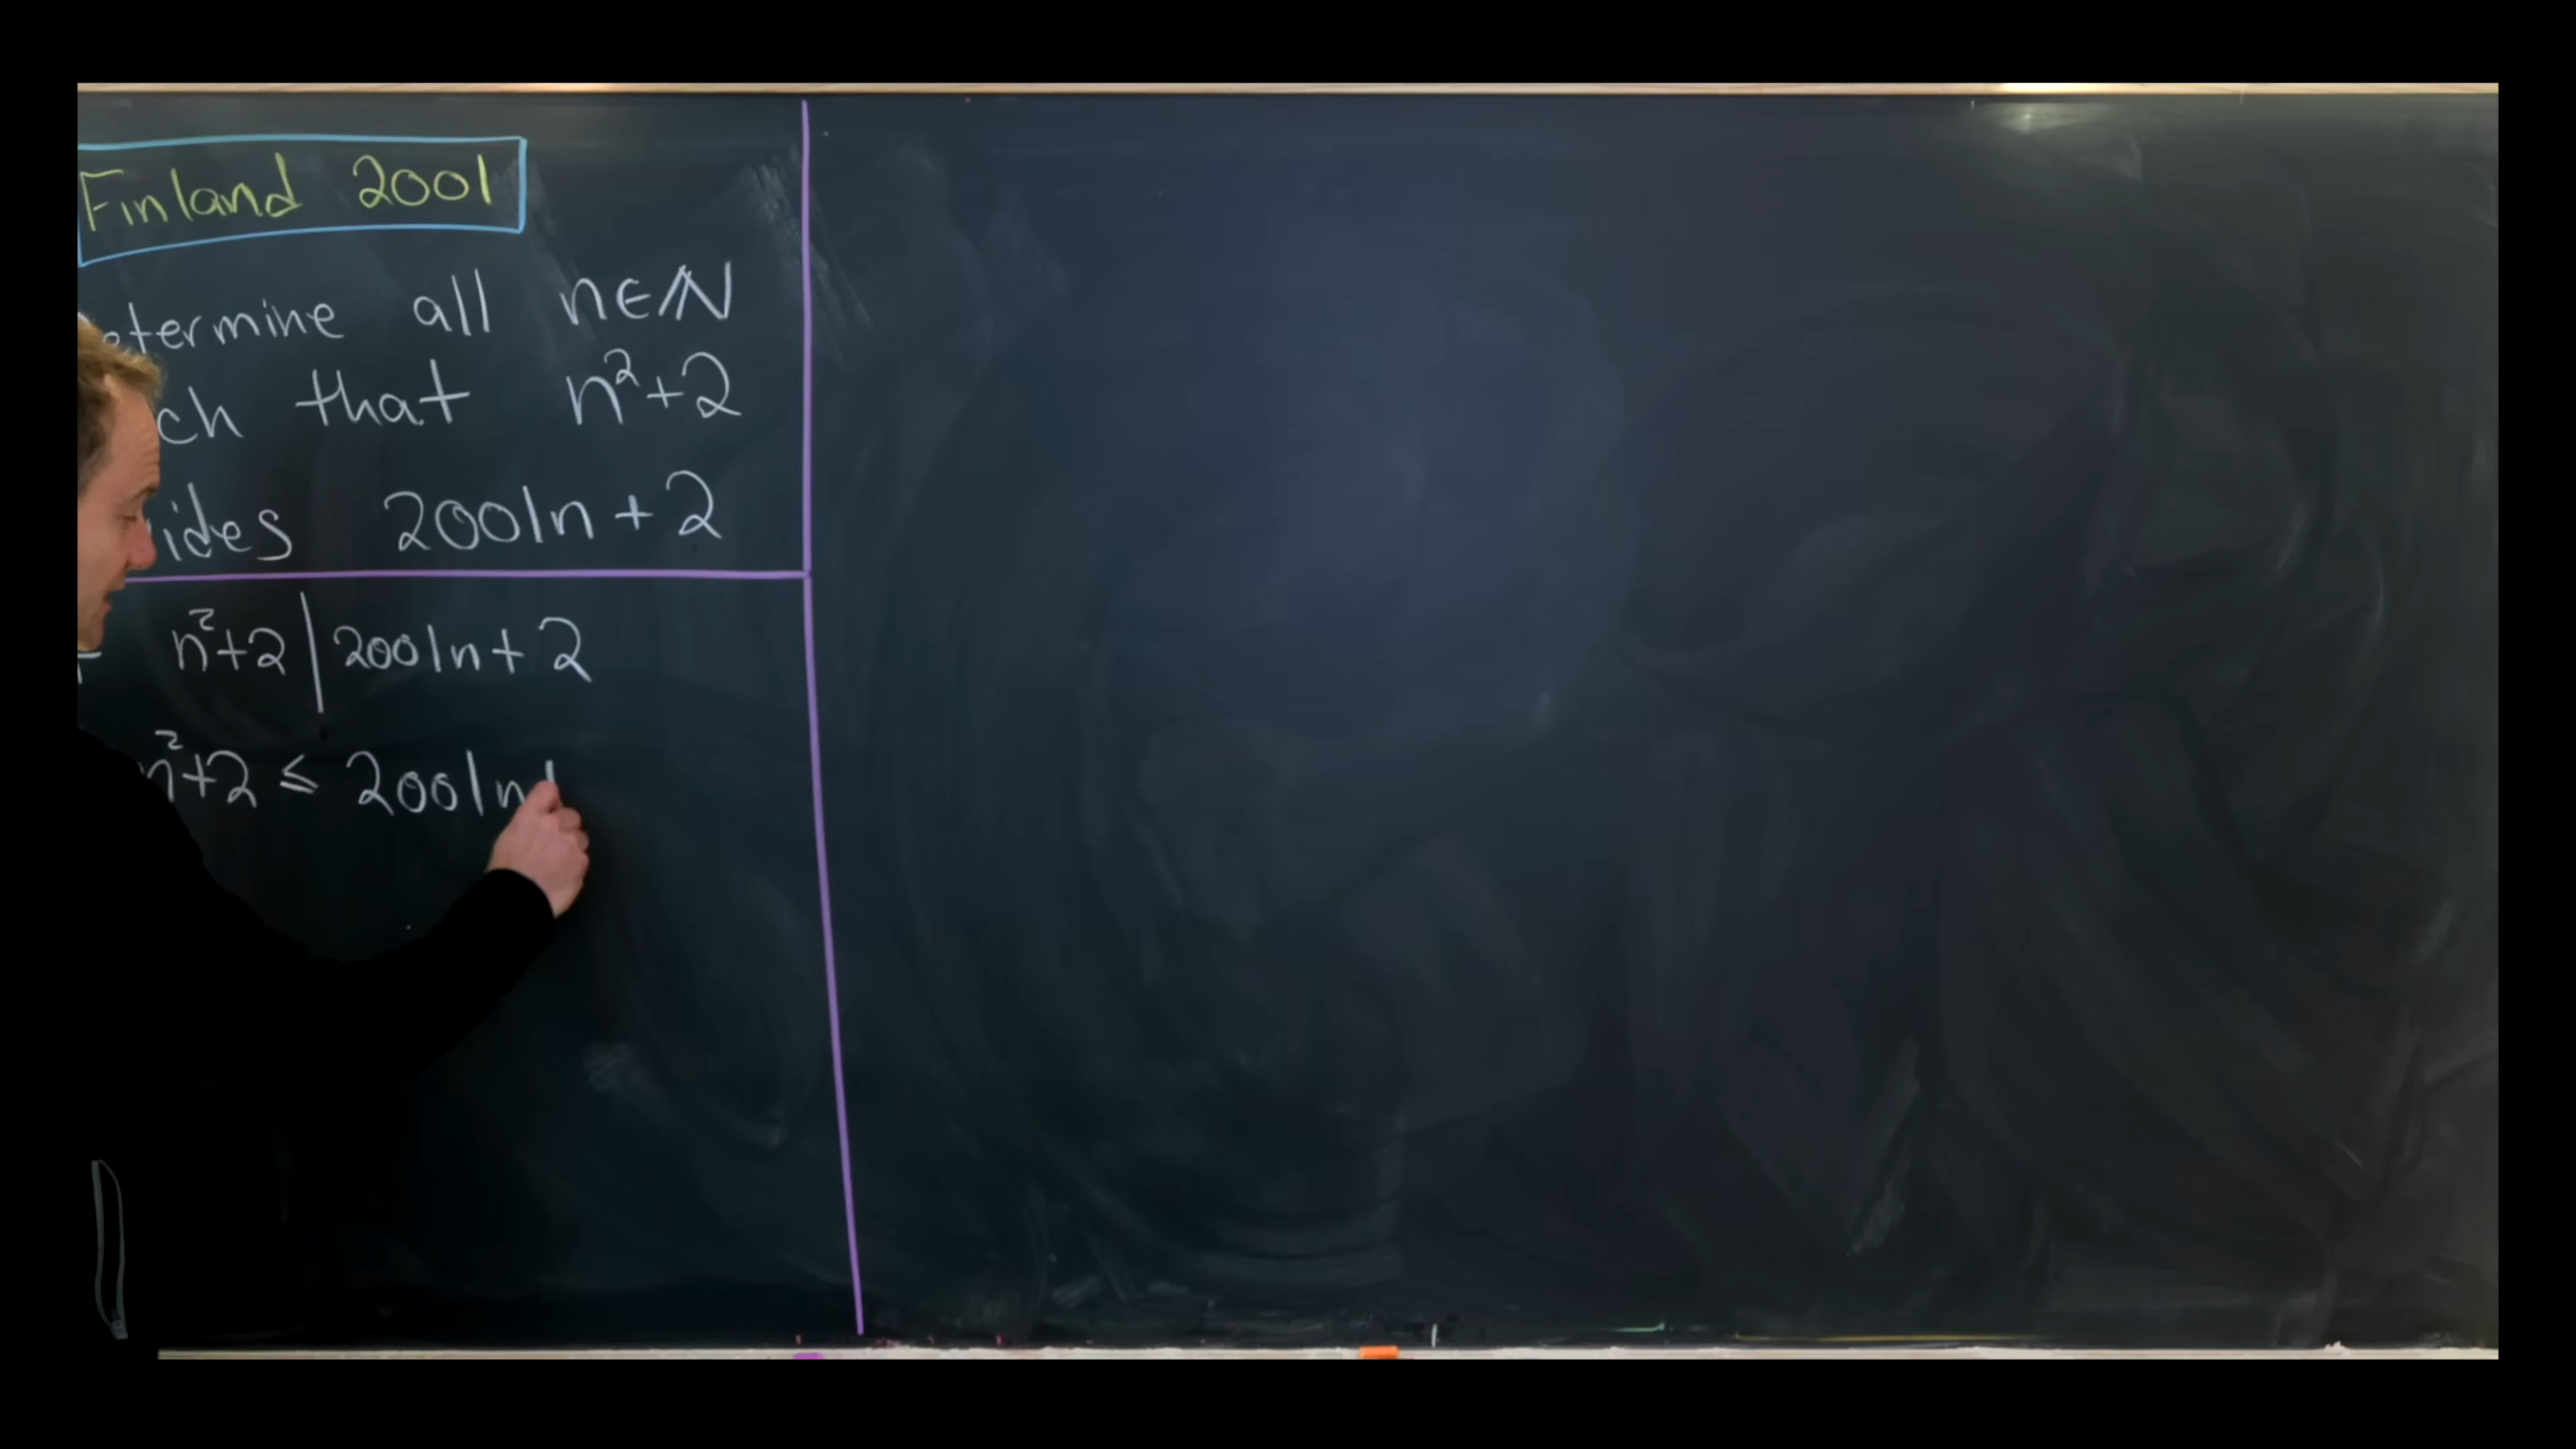 Finland 2001
etermine all n∈ℕ
ch that n²+2
ides 2001n+2
n²+2 | 2001n+2
n²+2 ≤ 2001n